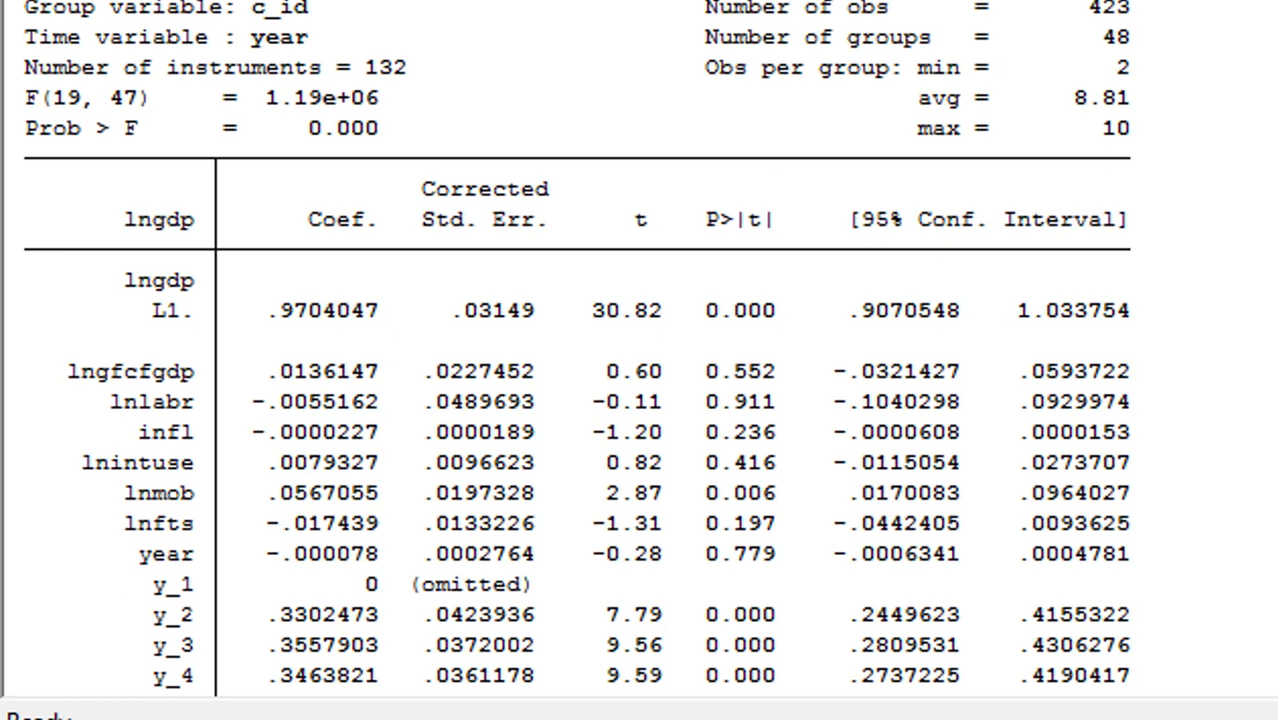 Group variable: c_id Number of obs = 423
Time variable : year Number of groups = 48
Number of instruments = 132 Obs per group: min = 2
F(19, 47) = 1.19e+06 avg = 8.81
Prob > F = 0.000 max = 10
Corrected
lngdp Coef. Std. Err. t P>|t| [95% Conf. Interval]
lngdp
L1. .9704047 .03149 30.82 0.000 .9070548 1.033754
lngfcfgdp .0136147 .0227452 0.60 0.552 -.0321427 .0593722
lnlabr -.0055162 .0489693 -0.11 0.911 -.1040298 .0929974
infl -.0000227 .0000189 -1.20 0.236 -.0000608 .0000153
lnintuse .0079327 .0096623 0.82 0.416 -.0115054 .0273707
lnmob .0567055 .0197328 2.87 0.006 .0170083 .0964027
lnfts -.017439 .0133226 -1.31 0.197 -.0442405 .0093625
year -.000078 .0002764 -0.28 0.779 -.0006341 .0004781
y_1 0 (omitted)
y_2 .3302473 .0423936 7.79 0.000 .2449623 .4155322
y_3 .3557903 .0372002 9.56 0.000 .2809531 .4306276
y_4 .3463821 .0361178 9.59 0.000 .2737225 .4190417
Ready